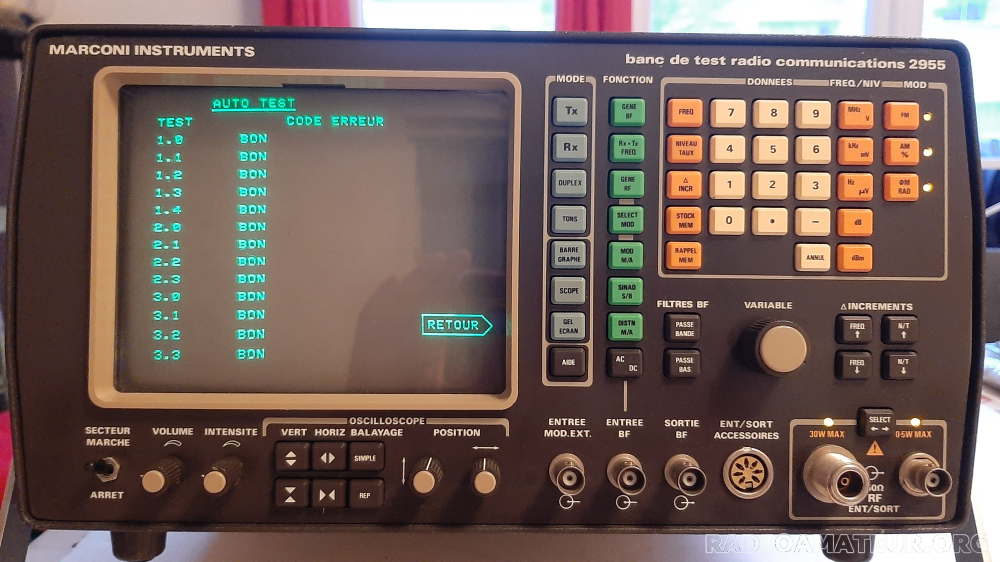 MARCONI INSTRUMENTS
banc de test radio communications 2955
AUTO TEST
TEST CODE ERREUR
1.0 BON
1.1 BON
1.2 BON
1.3 BON
1.4 BON
2.0 BON
2.1 BON
2.2 BON
2.3 BON
3.0 BON
3.1 BON
3.2 BON
3.3 BON
RETOUR
MODE
Tx
Rx
DUPLEX
TONS
BARRE
GRAPHE
SCOPE
GEL
ECRAN
AIDE
FONCTION
GENE
BF
Rx•Tx
FREQ
GENE
RF
SELECT
MOD
MOD
M/A
SINAD
S/B
DISTN
M/A
AC
DC
DONNEES FREQ/NIV MOD
FREQ 7 8 9 MHz V FM
NIVEAU TAUX 4 5 6 kHz mV AM %
Δ INCR 1 2 3 Hz µV ØM RAD
STOCK MEM 0 • − dB
RAPPEL MEM ANNUL dBm
FILTRES BF
PASSE
BANDE
PASSE
BAS
VARIABLE
Δ INCREMENTS
FREQ ↑ N/T ↑
FREQ ↓ N/T ↓
SECTEUR
MARCHE
ARRET
VOLUME
INTENSITE
OSCILLOSCOPE
VERT HORIZ BALAYAGE POSITION
SIMPLE
REP
ENTREE
MOD.EXT.
ENTREE
BF
SORTIE
BF
ENT/SORT
ACCESSOIRES
SELECT
←→
30W MAX
0·5W MAX
50Ω
RF
ENT/SORT
RADIOAMATEUR.ORG